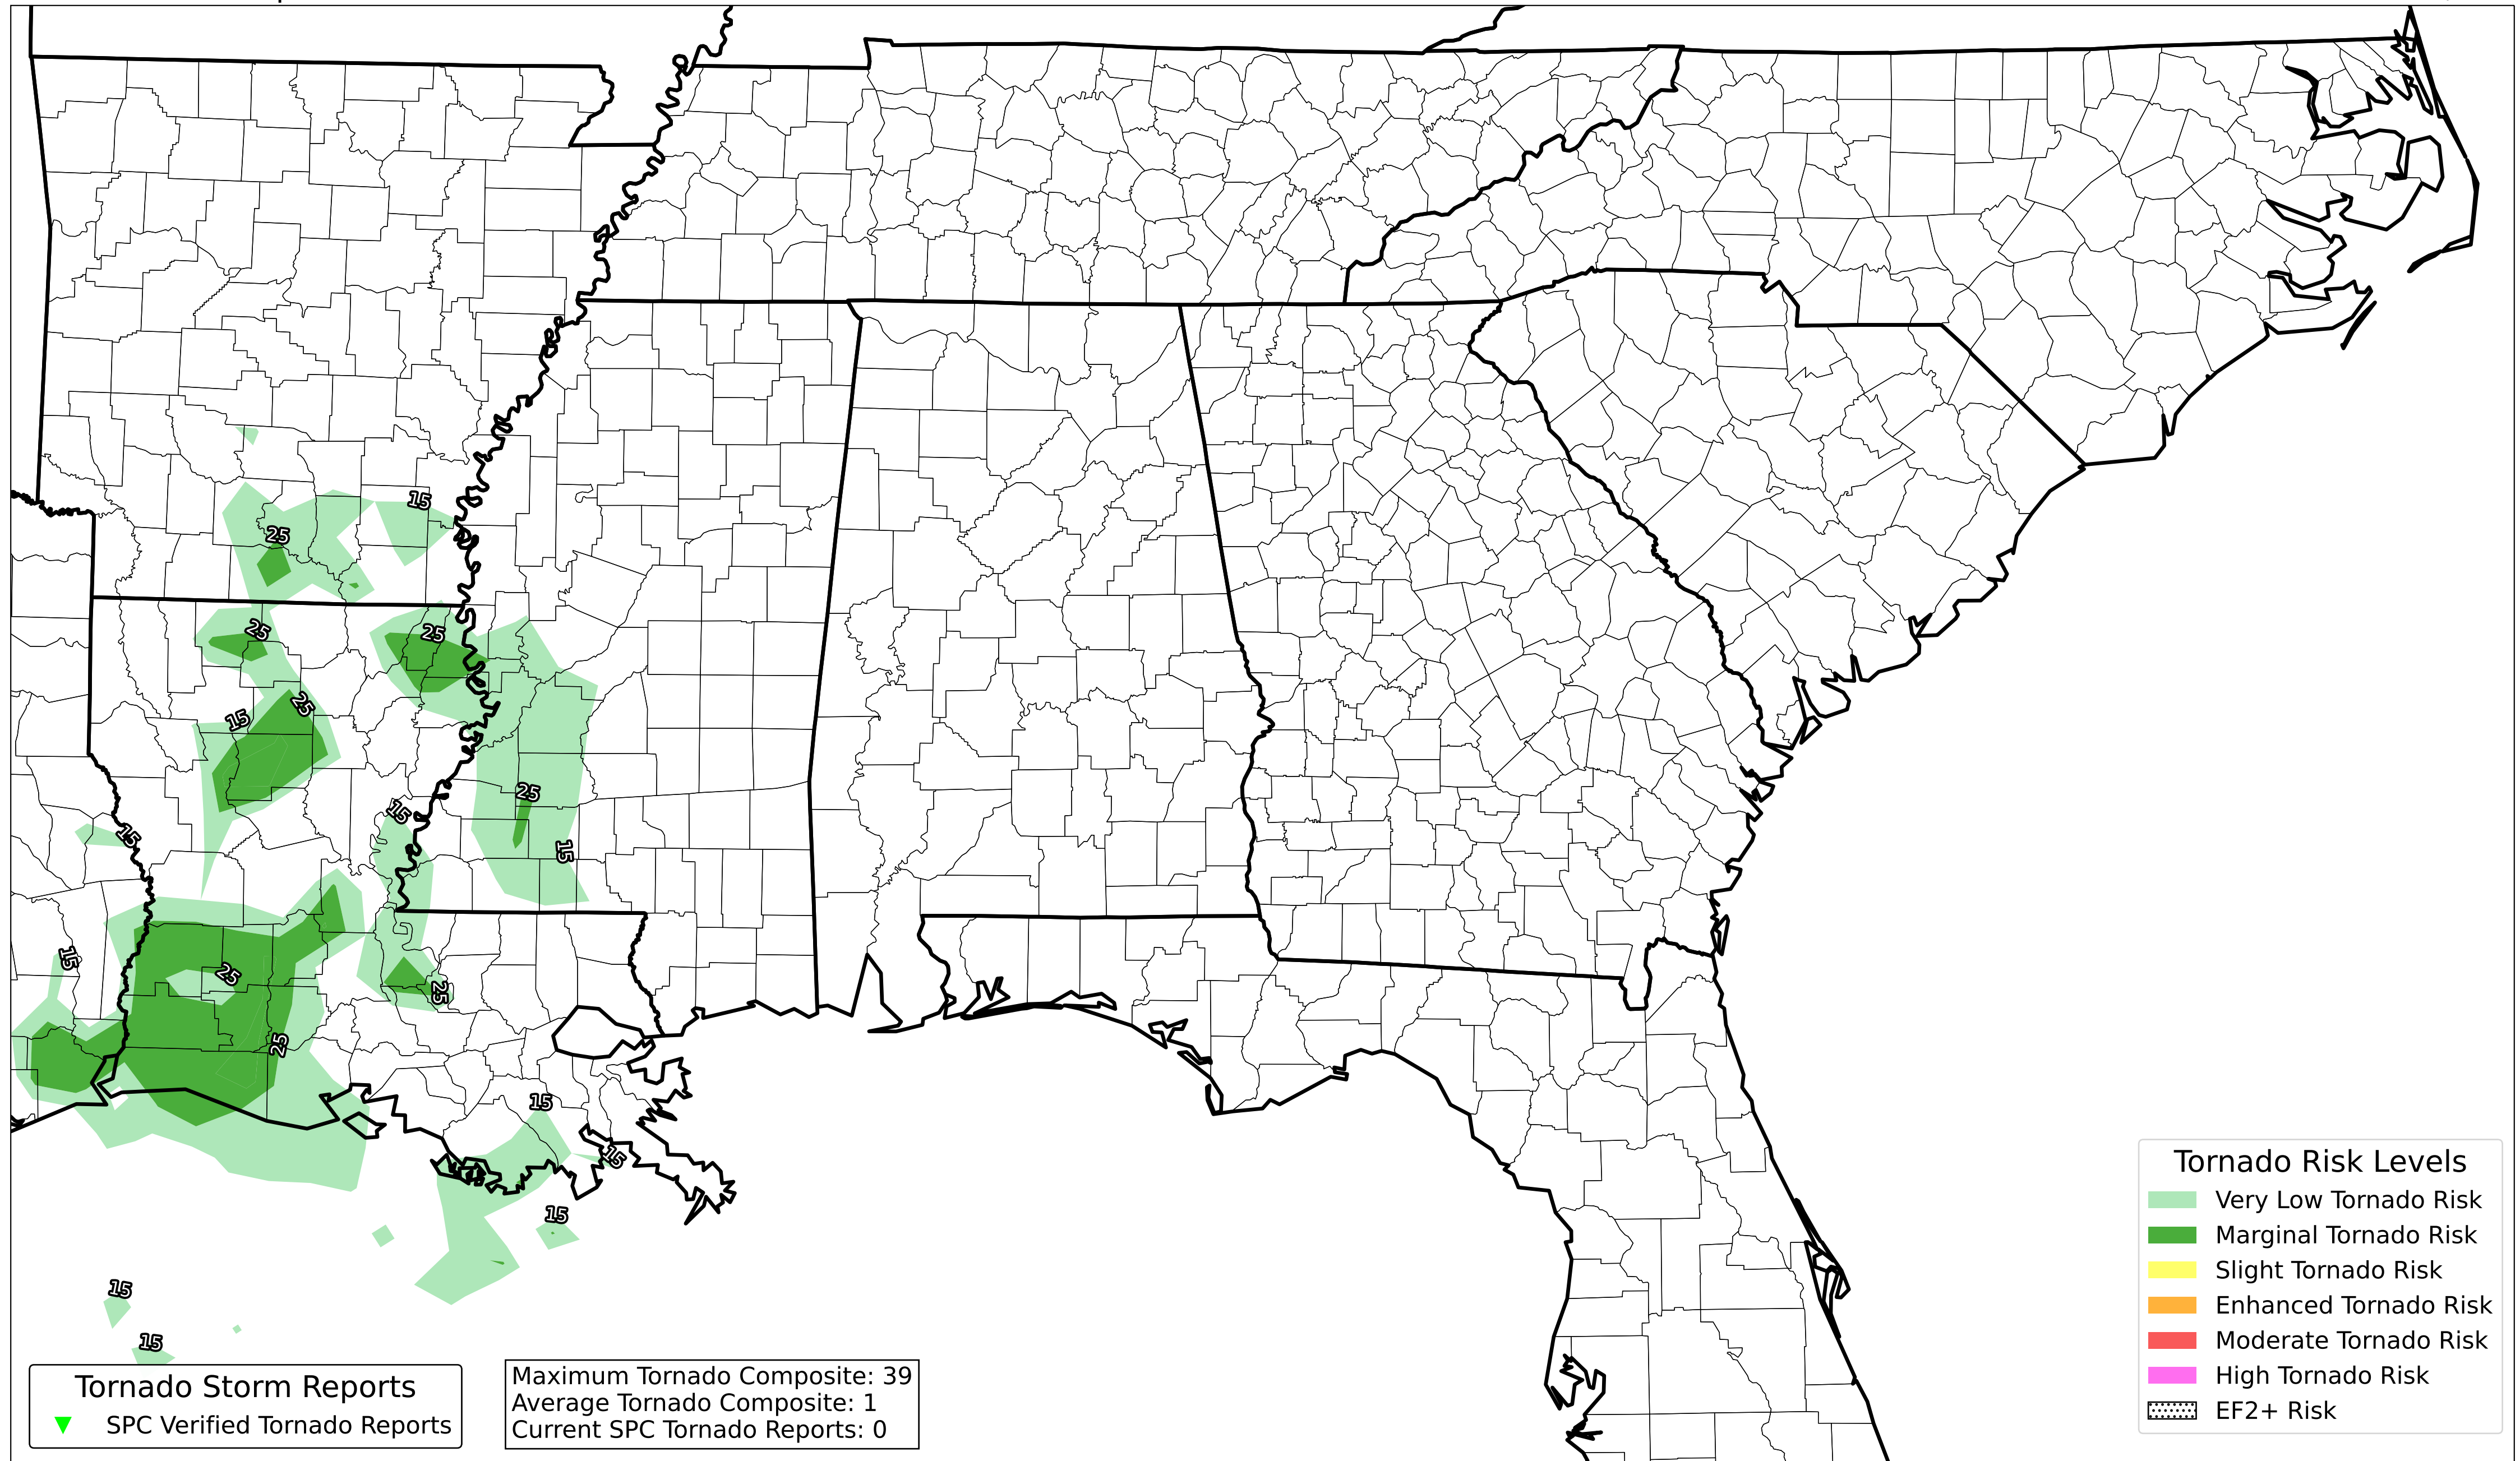 15
25
25
25
25
15
25
15
15
15
15
15
25
25
25
15
15
15
15
15
Tornado Risk Levels
Very Low Tornado Risk
Marginal Tornado Risk
Slight Tornado Risk
Enhanced Tornado Risk
Moderate Tornado Risk
High Tornado Risk
EF2+ Risk
Tornado Storm Reports
SPC Verified Tornado Reports
Maximum Tornado Composite: 39
Average Tornado Composite: 1
Current SPC Tornado Reports: 0